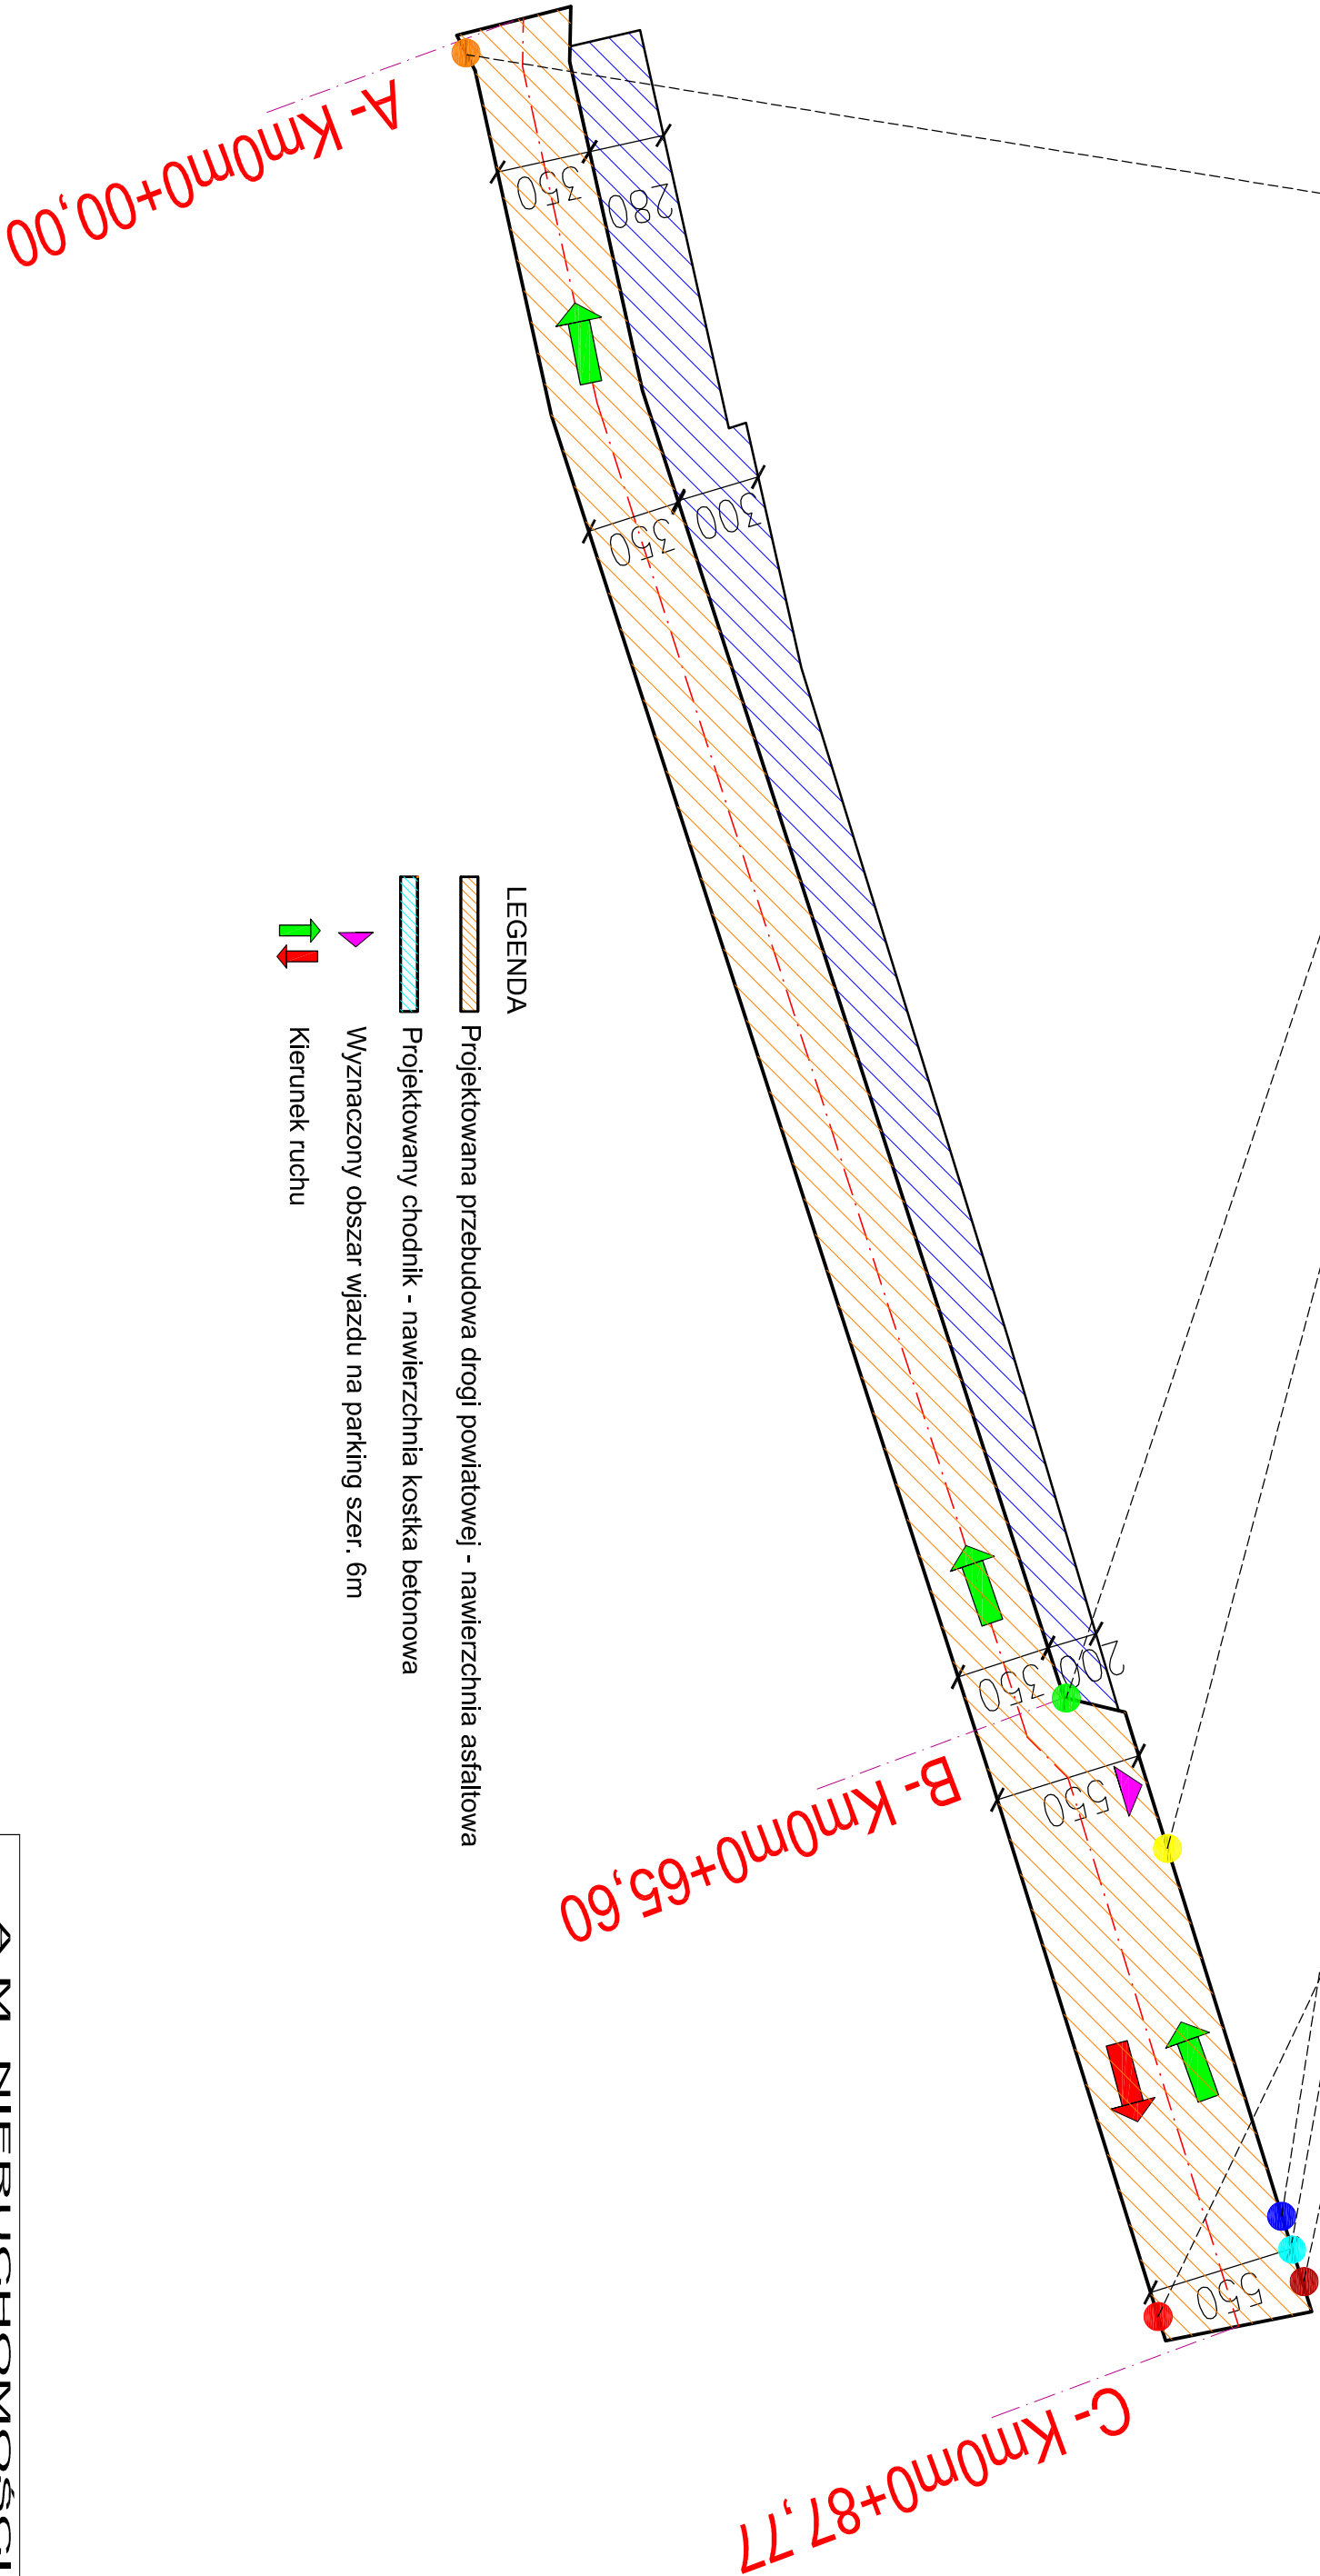 A- Km0m0+00,00
350
280
350
300
LEGENDA
Projektowana przebudowa drogi powiatowej - nawierzchnia asfaltowa
Projektowany chodnik - nawierzchnia kostka betonowa
Wyznaczony obszar wjazdu na parking szer. 6m
Kierunek ruchu
350
200
B- Km0m0+65,60
550
550
C- Km0m0+87,77
A M NIERUCHOMOŚCI